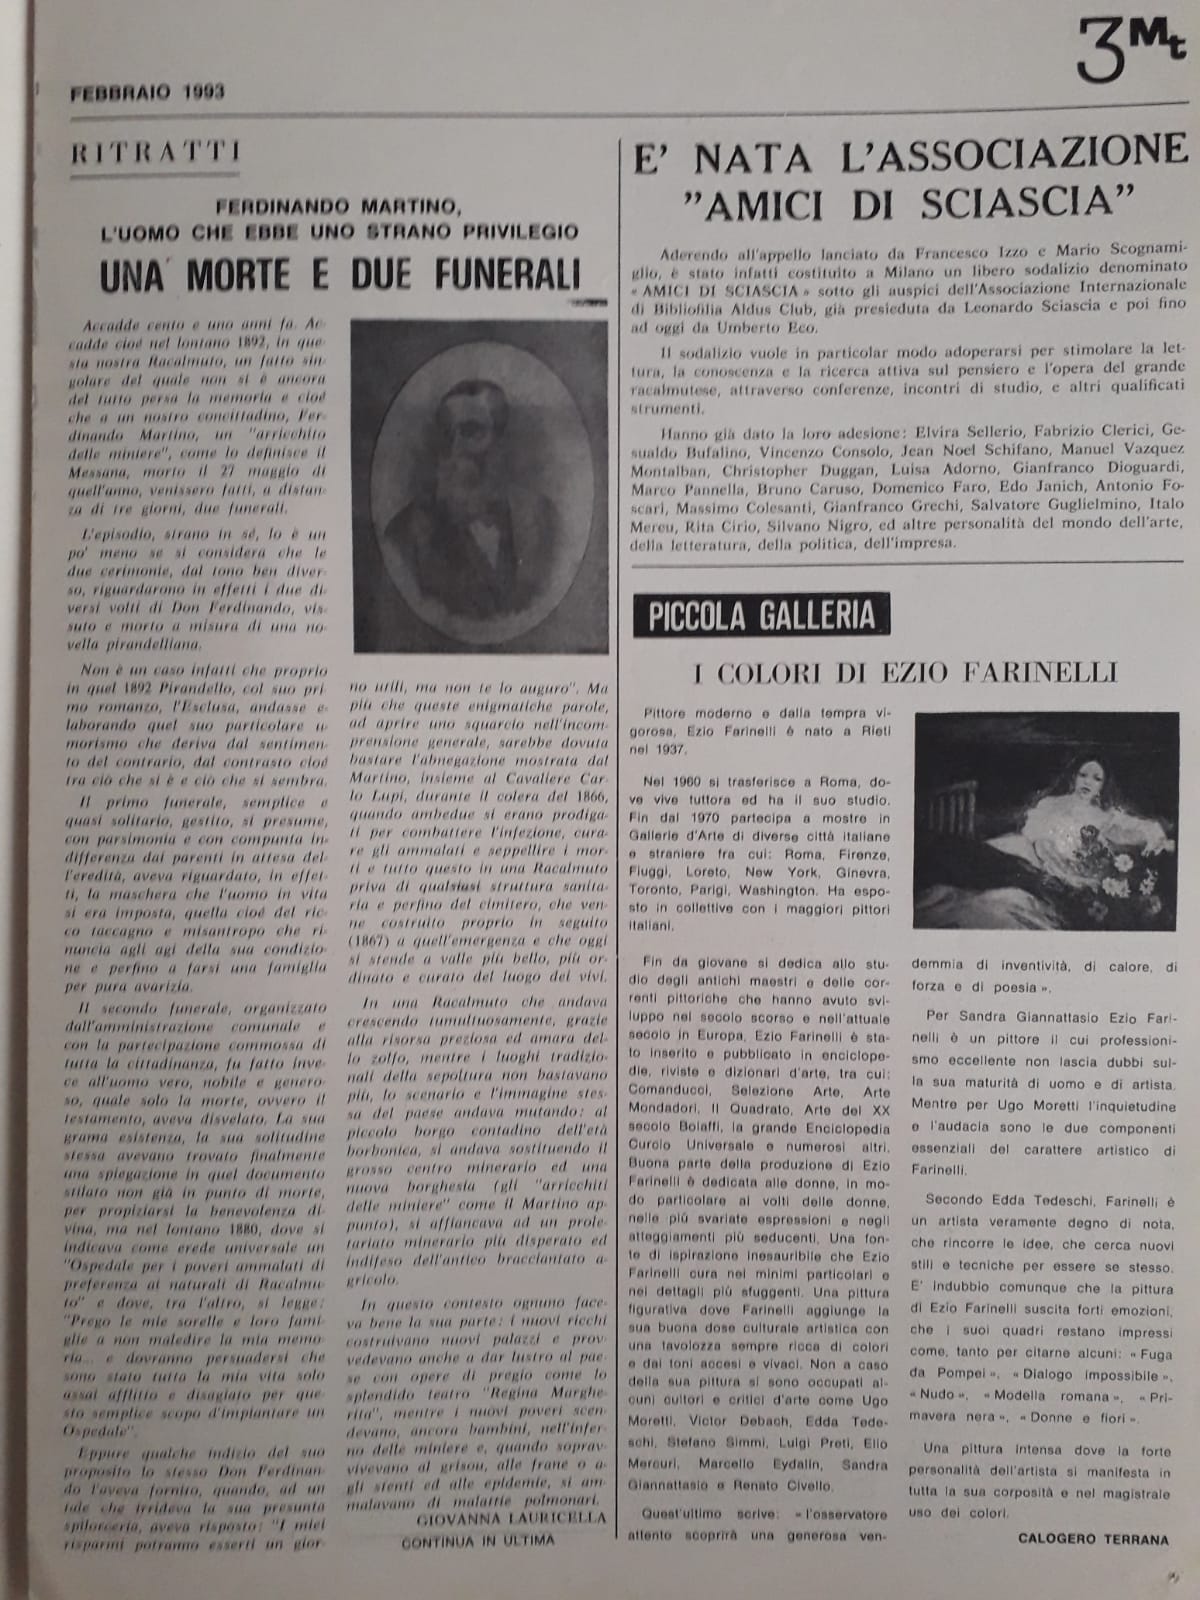 3Mt
FEBBRAIO 1993
RITRATTI
FERDINANDO MARTINO,
L'UOMO CHE EBBE UNO STRANO PRIVILEGIO
UNA MORTE E DUE FUNERALI
Accadde cento e uno anni fa. Ac-
cadde cioè nel lontano 1892, in que-
sta nostra Racalmuto, un fatto sin-
golare del quale non si è ancora
del tutto persa la memoria e cioè
che a un nostro concittadino, Fer-
dinando Martino, un "arricchito
delle miniere", come lo definisce il
Messana, morto il 27 maggio di
quell'anno, venissero fatti, a distan-
za di tre giorni, due funerali.
L'episodio, strano in sé, lo è un
po' meno se si considera che le
due cerimonie, dal tono ben diver-
so, riguardarono in effetti i due di-
versi volti di Don Ferdinando, vis-
suto e morto a misura di una no-
vella pirandelliana.
Non è un caso infatti che proprio
in quel 1892 Pirandello, col suo pri-
mo romanzo, l'Esclusa, andasse e-
laborando quel suo particolare u-
morismo che deriva dal sentimen-
to del contrario, dal contrasto cioè
tra ciò che si è e ciò che si sembra.
Il primo funerale, semplice e
quasi solitario, gestito, si presume,
con parsimonia e con compunta in-
differenza dai parenti in attesa del-
l'eredità, aveva riguardato, in effet-
ti, la maschera che l'uomo in vita
si era imposta, quella cioè del ric-
co taccagno e misantropo che ri-
nuncia agli agi della sua condizio-
ne e perfino a farsi una famiglia
per pura avarizia.
Il secondo funerale, organizzato
dall'amministrazione comunale e
con la partecipazione commossa di
tutta la cittadinanza, fu fatto inve-
ce all'uomo vero, nobile e genero-
so, quale solo la morte, ovvero il
testamento, aveva disvelato. La sua
grama esistenza, la sua solitudine
stessa avevano trovato finalmente
una spiegazione in quel documento
stilato non già in punto di morte,
per propiziarsi la benevolenza di-
vina, ma nel lontano 1880, dove si
indicava come erede universale un
"Ospedale per i poveri ammalati di
preferenza ai naturali di Racalmu-
to" e dove, tra l'altro, si legge:
"Prego le mie sorelle e loro fami-
glie a non maledire la mia memo-
ria... e dovranno persuadersi che
sono stato tutta la mia vita solo
assai afflitto e disagiato per que-
sto semplice scopo d'impiantare un
Ospedale".
Eppure qualche indizio del suo
proposito lo stesso Don Ferdinan-
do l'aveva fornito, quando, ad un
tale che irrideva la sua presunta
spilorceria, aveva risposto: "I miei
risparmi potranno esserti un gior-
no utili, ma non te lo auguro". Ma
più che queste enigmatiche parole,
ad aprire uno squarcio nell'incom-
prensione generale, sarebbe dovuta
bastare l'abnegazione mostrata dal
Martino, insieme al Cavaliere Car-
lo Lupi, durante il colera del 1866,
quando ambedue si erano prodiga-
ti per combattere l'infezione, cura-
re gli ammalati e seppellire i mor-
ti e tutto questo in una Racalmuto
priva di qualsiasi struttura sanita-
ria e perfino del cimitero, che ven-
ne costruito proprio in seguito
(1867) a quell'emergenza e che oggi
si stende a valle più bello, più or-
dinato e curato del luogo dei vivi.
In una Racalmuto che andava
crescendo tumultuosamente, grazie
alla risorsa preziosa ed amara del-
lo zolfo, mentre i luoghi tradizio-
nali della sepoltura non bastavano
più, lo scenario e l'immagine stes-
sa del paese andava mutando: al
piccolo borgo contadino dell'età
borbonica, si andava sostituendo il
grosso centro minerario ed una
nuova borghesia (gli "arricchiti
delle miniere" come il Martino ap-
punto), si affiancava ad un prole-
tariato minerario più disperato ed
indifeso dell'antico bracciantato a-
gricolo.
In questo contesto ognuno face-
va bene la sua parte: i nuovi ricchi
costruivano nuovi palazzi e prov-
vedevano anche a dar lustro al pae-
se con opere di pregio come lo
splendido teatro "Regina Marghe-
rita", mentre i nuovi poveri scen-
devano, ancora bambini, nell'infer-
no delle miniere e, quando soprav-
vivevano al grisou, alle frane o a-
gli stenti ed alle epidemie, si am-
malavano di malattie polmonari.
GIOVANNA LAURICELLA
CONTINUA IN ULTIMA
E' NATA L'ASSOCIAZIONE
"AMICI DI SCIASCIA"
Aderendo all'appello lanciato da Francesco Izzo e Mario Scognami-
glio, è stato infatti costituito a Milano un libero sodalizio denominato
« AMICI DI SCIASCIA » sotto gli auspici dell'Associazione Internazionale
di Bibliofilia Aldus Club, già presieduta da Leonardo Sciascia e poi fino
ad oggi da Umberto Eco.
Il sodalizio vuole in particolar modo adoperarsi per stimolare la let-
tura, la conoscenza e la ricerca attiva sul pensiero e l'opera del grande
racalmutese, attraverso conferenze, incontri di studio, e altri qualificati
strumenti.
Hanno già dato la loro adesione: Elvira Sellerio, Fabrizio Clerici, Ge-
sualdo Bufalino, Vincenzo Consolo, Jean Noel Schifano, Manuel Vazquez
Montalban, Christopher Duggan, Luisa Adorno, Gianfranco Dioguardi,
Marco Pannella, Bruno Caruso, Domenico Faro, Edo Janich, Antonio Fo-
scari, Massimo Colesanti, Gianfranco Grechi, Salvatore Guglielmino, Italo
Mereu, Rita Cirio, Silvano Nigro, ed altre personalità del mondo dell'arte,
della letteratura, della politica, dell'impresa.
PICCOLA GALLERIA
I COLORI DI EZIO FARINELLI
Pittore moderno e dalla tempra vi-
gorosa, Ezio Farinelli è nato a Rieti
nel 1937.
Nel 1960 si trasferisce a Roma, do-
ve vive tuttora ed ha il suo studio.
Fin dal 1970 partecipa a mostre in
Gallerie d'Arte di diverse città italiane
e straniere fra cui: Roma, Firenze,
Fiuggi, Loreto, New York, Ginevra,
Toronto, Parigi, Washington. Ha espo-
sto in collettive con i maggiori pittori
italiani.
Fin da giovane si dedica allo stu-
dio degli antichi maestri e delle cor-
renti pittoriche che hanno avuto svi-
luppo nel secolo scorso e nell'attuale
secolo in Europa, Ezio Farinelli è sta-
to inserito e pubblicato in enciclope-
die, riviste e dizionari d'arte, tra cui:
Comanducci, Selezione Arte, Arte
Mondadori, Il Quadrato, Arte del XX
secolo Bolaffi, la grande Enciclopedia
Curcio Universale e numerosi altri.
Buona parte della produzione di Ezio
Farinelli è dedicata alle donne, in mo-
do particolare ai volti delle donne,
nelle più svariate espressioni e negli
atteggiamenti più seducenti. Una fon-
te di ispirazione inesauribile che Ezio
Farinelli cura nei minimi particolari e
nei dettagli più sfuggenti. Una pittura
figurativa dove Farinelli aggiunge la
sua buona dose culturale artistica con
una tavolozza sempre ricca di colori
e dai toni accesi e vivaci. Non a caso
della sua pittura si sono occupati al-
cuni cultori e critici d'arte come Ugo
Moretti, Victor Debach, Edda Tede-
schi, Stefano Simmi, Luigi Preti, Elio
Mercuri, Marcello Eydalin, Sandra
Giannattasio e Renato Civello.
Quest'ultimo scrive: « l'osservatore
attento scoprirà una generosa ven-
demmia di inventività, di calore, di
forza e di poesia ».
Per Sandra Giannattasio Ezio Fari-
nelli è un pittore il cui professioni-
smo eccellente non lascia dubbi sul-
la sua maturità di uomo e di artista.
Mentre per Ugo Moretti l'inquietudine
e l'audacia sono le due componenti
essenziali del carattere artistico di
Farinelli.
Secondo Edda Tedeschi, Farinelli è
un artista veramente degno di nota,
che rincorre le idee, che cerca nuovi
stili e tecniche per essere se stesso.
E' indubbio comunque che la pittura
di Ezio Farinelli suscita forti emozioni,
che i suoi quadri restano impressi
come, tanto per citarne alcuni: « Fuga
da Pompei », « Dialogo impossibile »,
« Nudo », « Modella romana », « Pri-
mavera nera », « Donne e fiori ».
Una pittura intensa dove la forte
personalità dell'artista si manifesta in
tutta la sua corposità e nel magistrale
uso dei colori.
CALOGERO TERRANA